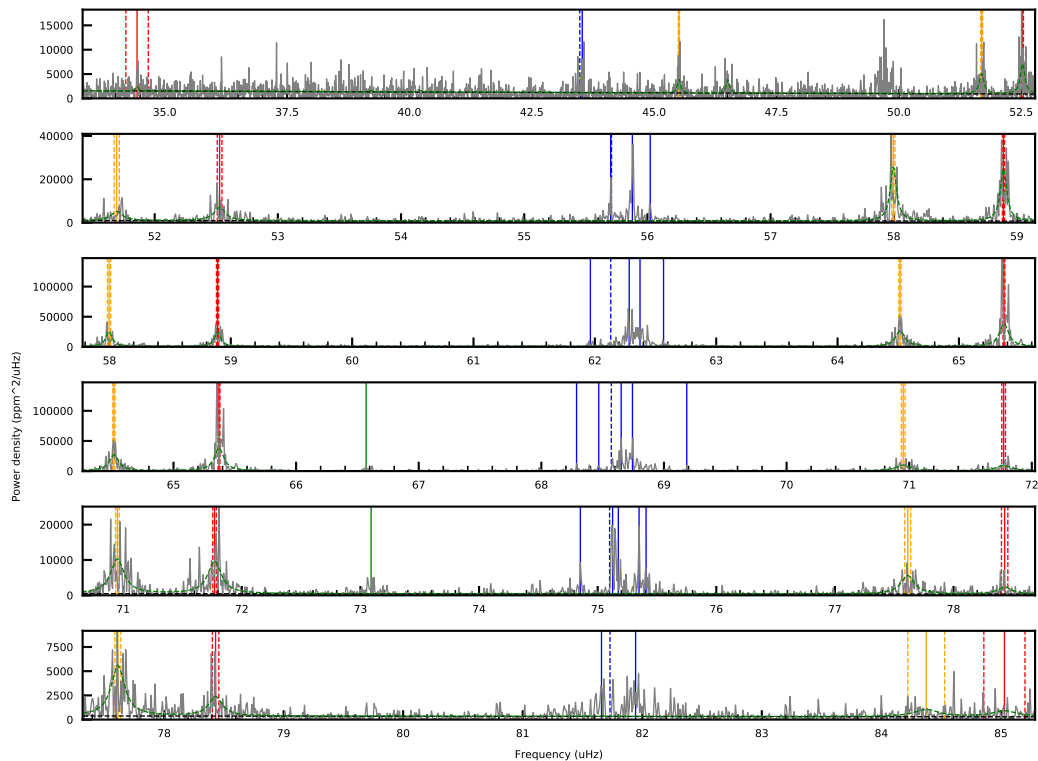 15000
10000
5000
0
35.0 37.5 40.0 42.5 45.0 47.5 50.0 52.5
40000
20000
0
52 53 54 55 56 57 58 59
100000
50000
0
58 59 60 61 62 63 64 65
Power density (ppm^2/uHz)
100000
50000
0
65 66 67 68 69 70 71 72
20000
10000
0
71 72 73 74 75 76 77 78
7500
5000
2500
0
78 79 80 81 82 83 84 85
Frequency (uHz)